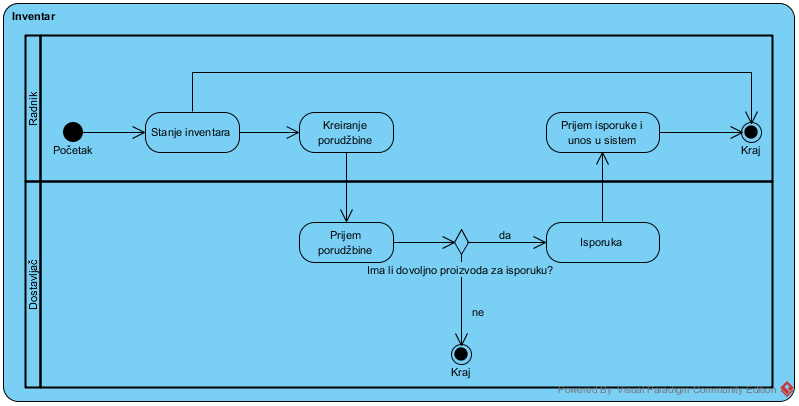 Inventar
Radnik
Početak
Stanje inventara
Kreiranje
porudžbine
Prijem isporuke i
unos u sistem
Kraj
Dostavljač
Prijem
porudžbine
da
Isporuka
Ima li dovoljno proizvoda za isporuku?
ne
Kraj
Powered By Visual Paradigm Community Edition